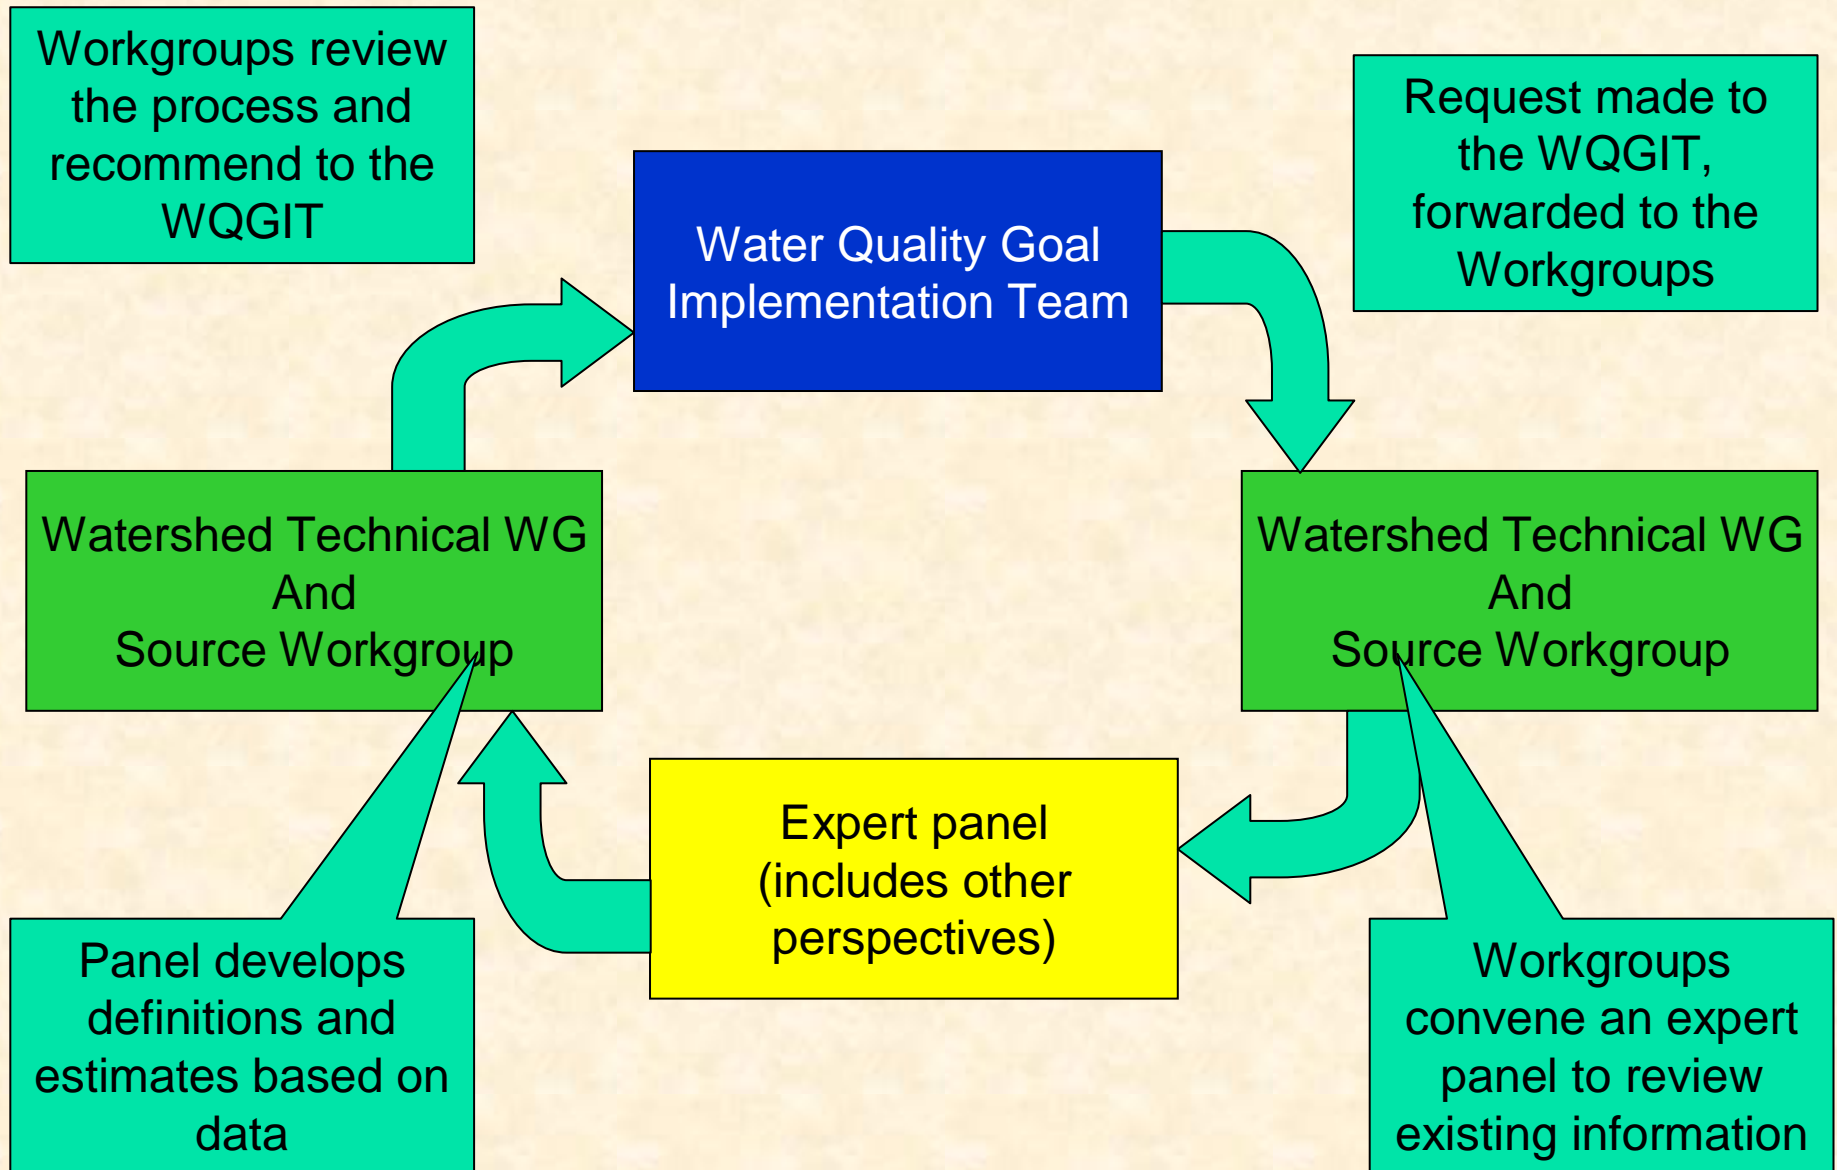 Workgroups review
the process and
recommend to the
WQGIT
Water Quality Goal
Implementation Team
Request made to
the WQGIT,
forwarded to the
Workgroups
Watershed Technical WG
And
Source Workgroup
Watershed Technical WG
And
Source Workgroup
Expert panel
(includes other
perspectives)
Panel develops
definitions and
estimates based on
data
Workgroups
convene an expert
panel to review
existing information